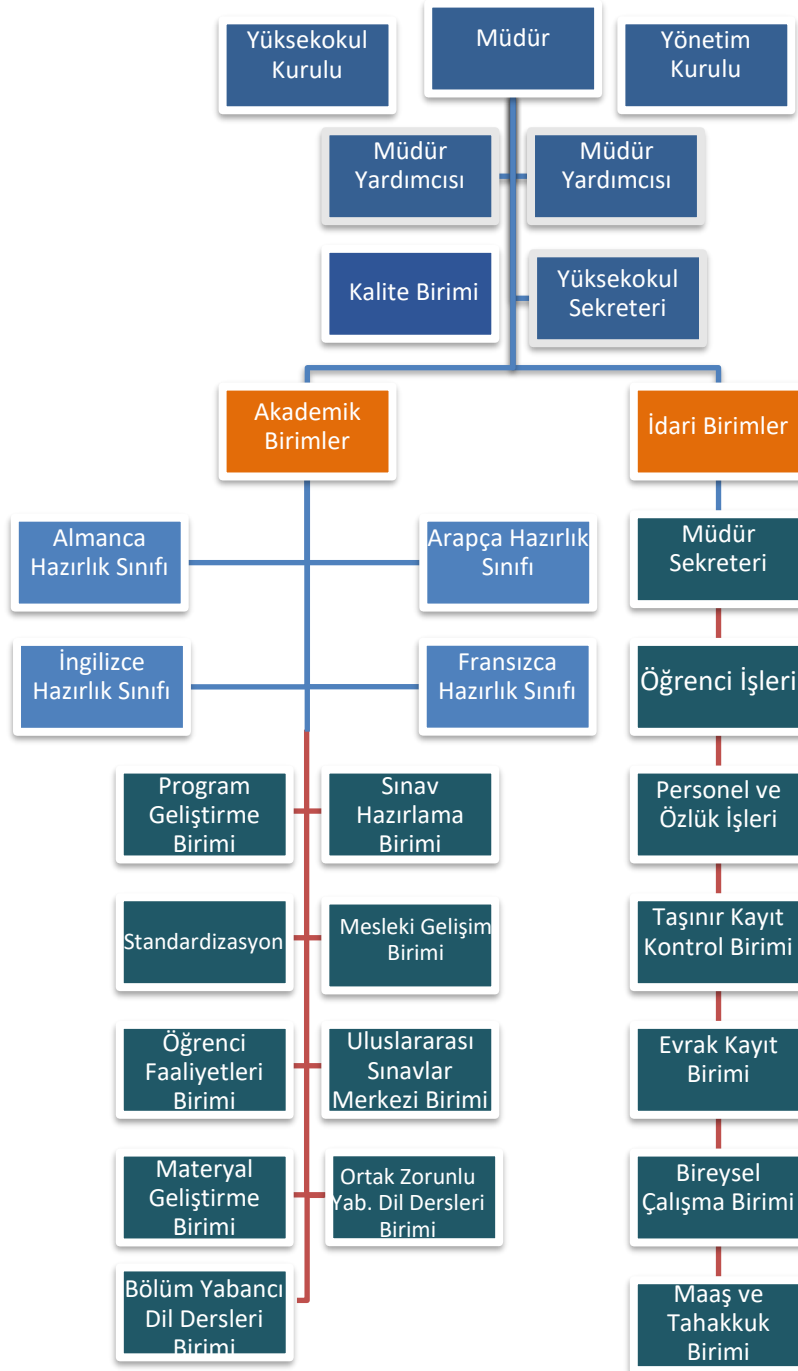 Yüksekokul
Kurulu
Müdür
Yönetim
Kurulu
Müdür
Yardımcısı
Müdür
Yardımcısı
Kalite Birimi
Yüksekokul
Sekreteri
Akademik
Birimler
İdari Birimler
Almanca
Hazırlık Sınıfı
Arapça Hazırlık
Sınıfı
Müdür
Sekreteri
İngilizce
Hazırlık Sınıfı
Fransızca
Hazırlık Sınıfı
Öğrenci İşleri
Program
Geliştirme
Birimi
Sınav
Hazırlama
Birimi
Personel ve
Özlük İşleri
Standardizasyon
Mesleki Gelişim
Birimi
Taşınır Kayıt
Kontrol Birimi
Öğrenci
Faaliyetleri
Birimi
Uluslararası
Sınavlar
Merkezi Birimi
Evrak Kayıt
Birimi
Materyal
Geliştirme
Birimi
Ortak Zorunlu
Yab. Dil Dersleri
Birimi
Bireysel
Çalışma Birimi
Bölüm Yabancı
Dil Dersleri
Birimi
Maaş ve
Tahakkuk
Birimi